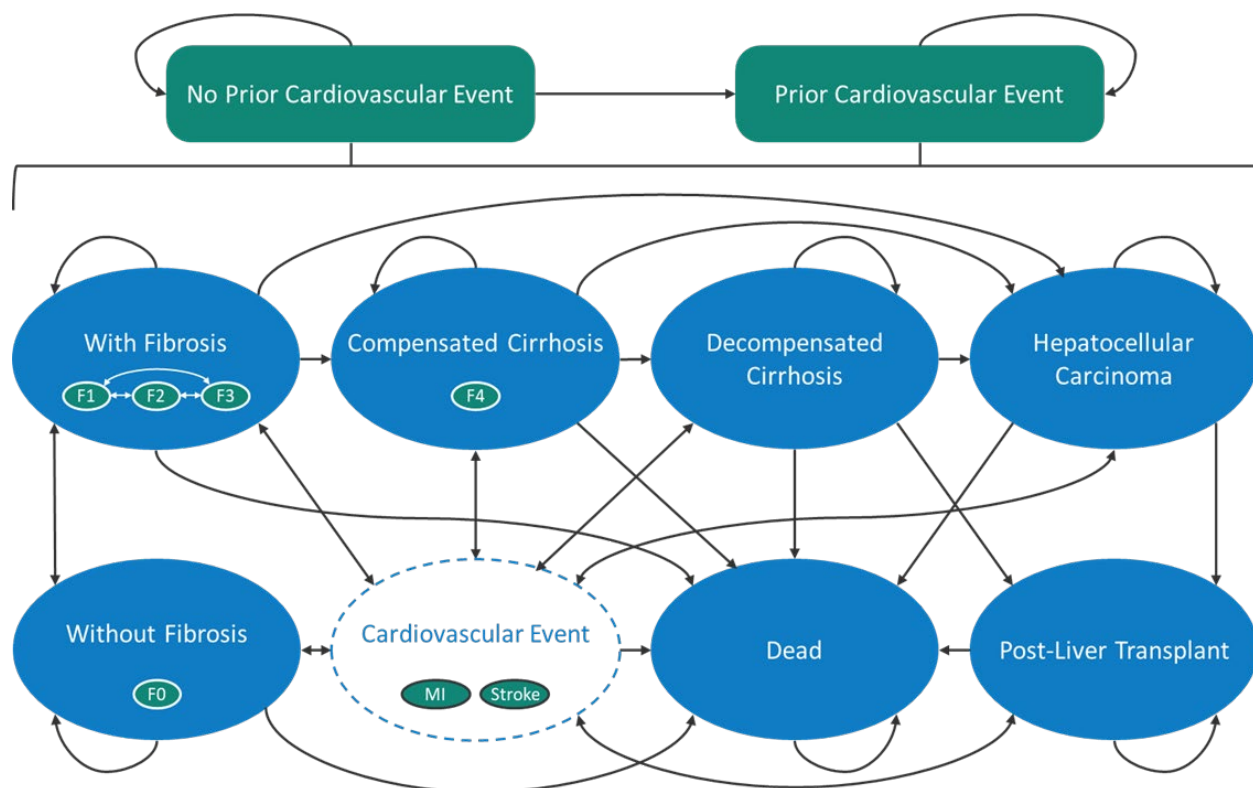 No Prior Cardiovascular Event
Prior Cardiovascular Event
With Fibrosis
F1
F2
F3
Compensated Cirrhosis
F4
Decompensated
Cirrhosis
Hepatocellular
Carcinoma
Without Fibrosis
F0
Cardiovascular Event
MI
Stroke
Dead
Post-Liver Transplant